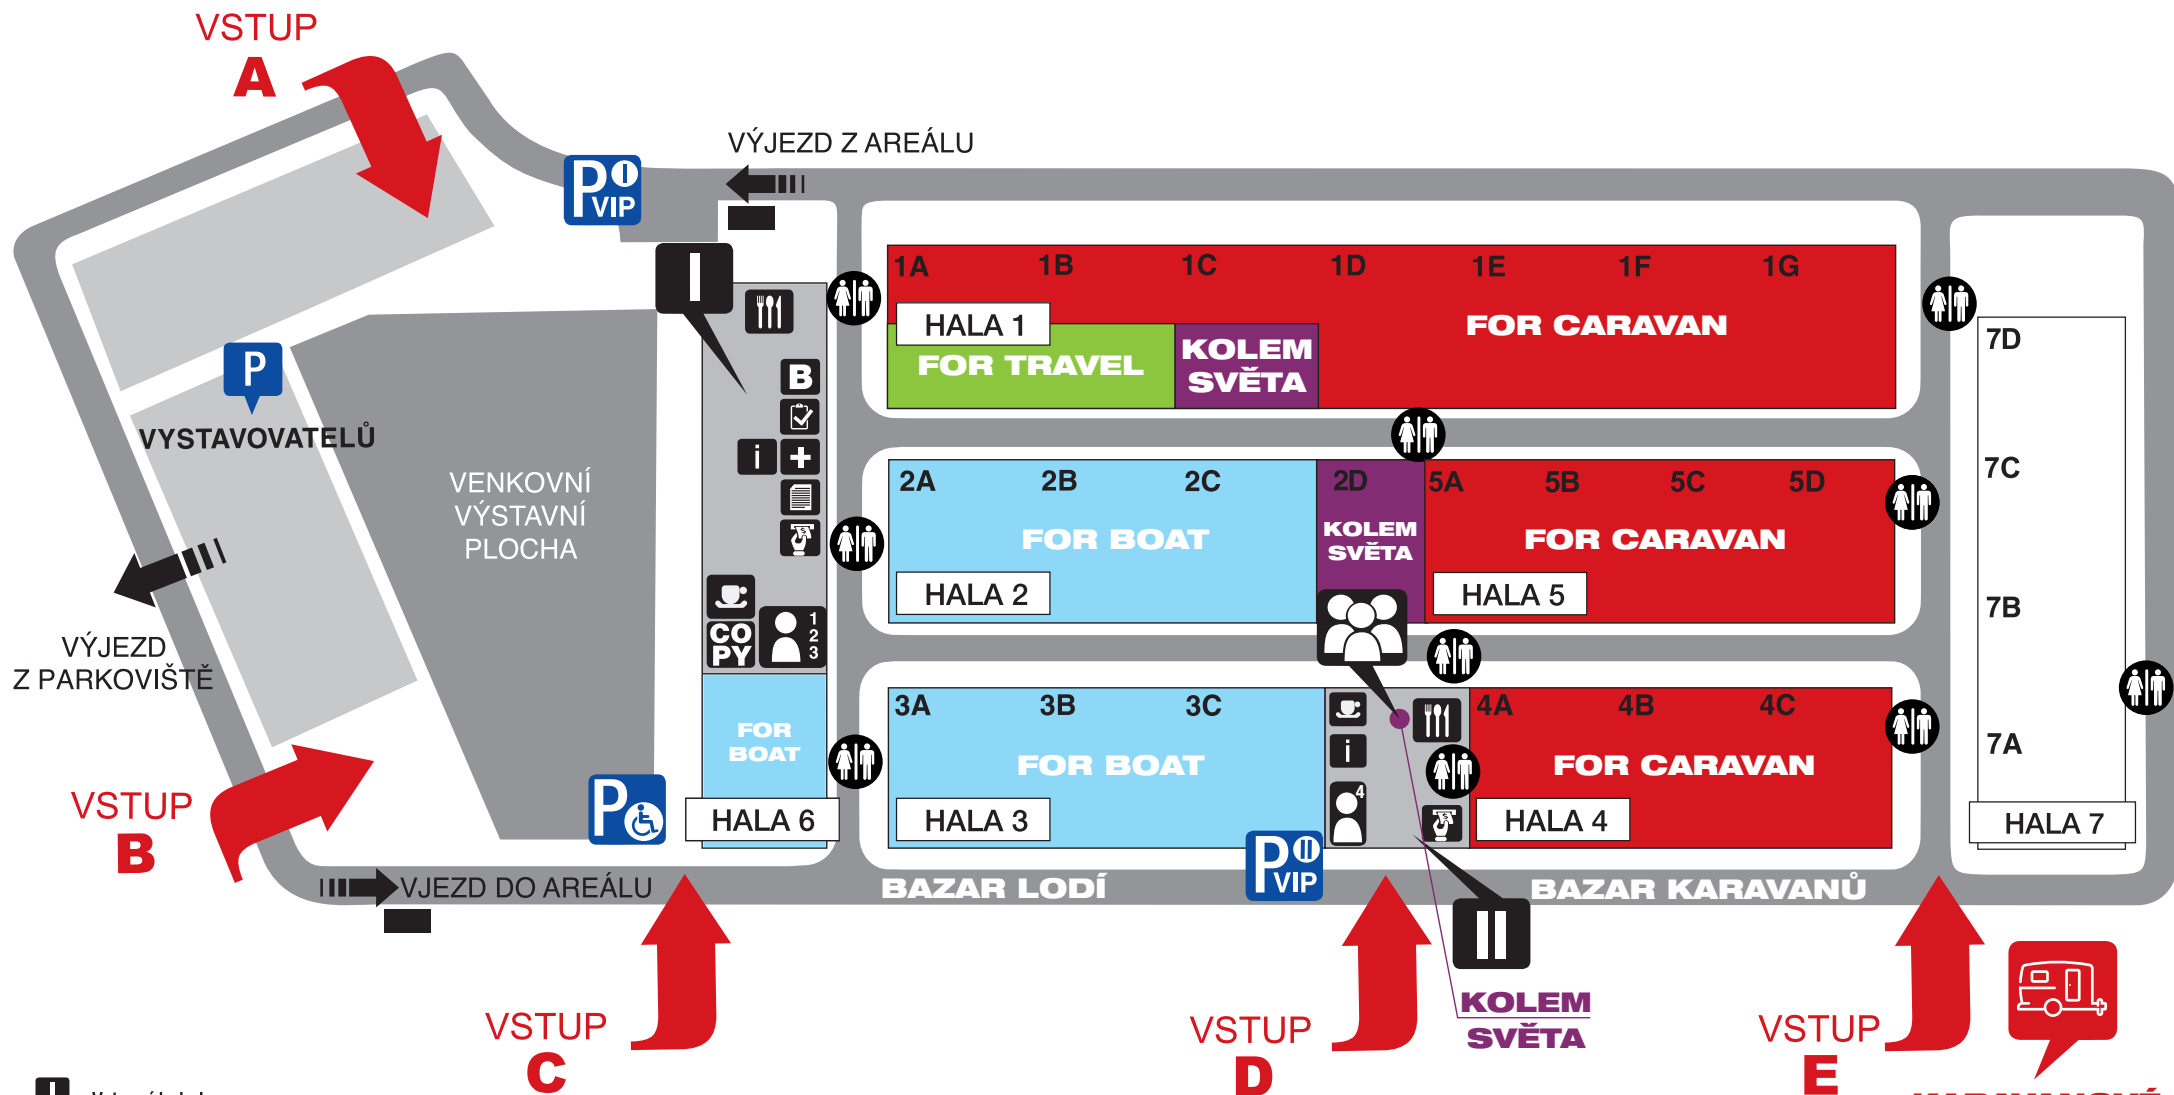 VSTUP
A
VÝJEZD Z AREÁLU
P I
VIP
I
1A 1B 1C 1D 1E 1F 1G
HALA 1
FOR CARAVAN
FOR TRAVEL
KOLEM
SVĚTA
7D
P
VYSTAVOVATELŮ
B
i
VENKOVNÍ
VÝSTAVNÍ
PLOCHA
2A 2B 2C 2D 5A 5B 5C 5D
7C
FOR BOAT
KOLEM
SVĚTA
FOR CARAVAN
HALA 2
HALA 5
7B
CO
PY
1
2
3
VÝJEZD
Z PARKOVIŠTĚ
3A 3B 3C
4A 4B 4C
FOR
BOAT
i
7A
FOR BOAT
FOR CARAVAN
4
VSTUP
B
P
HALA 6
HALA 3
HALA 4
HALA 7
P II
VIP
VJEZD DO AREÁLU
BAZAR LODÍ
BAZAR KARAVANŮ
II
KOLEM
SVĚTA
VSTUP
C
VSTUP
D
VSTUP
E
I